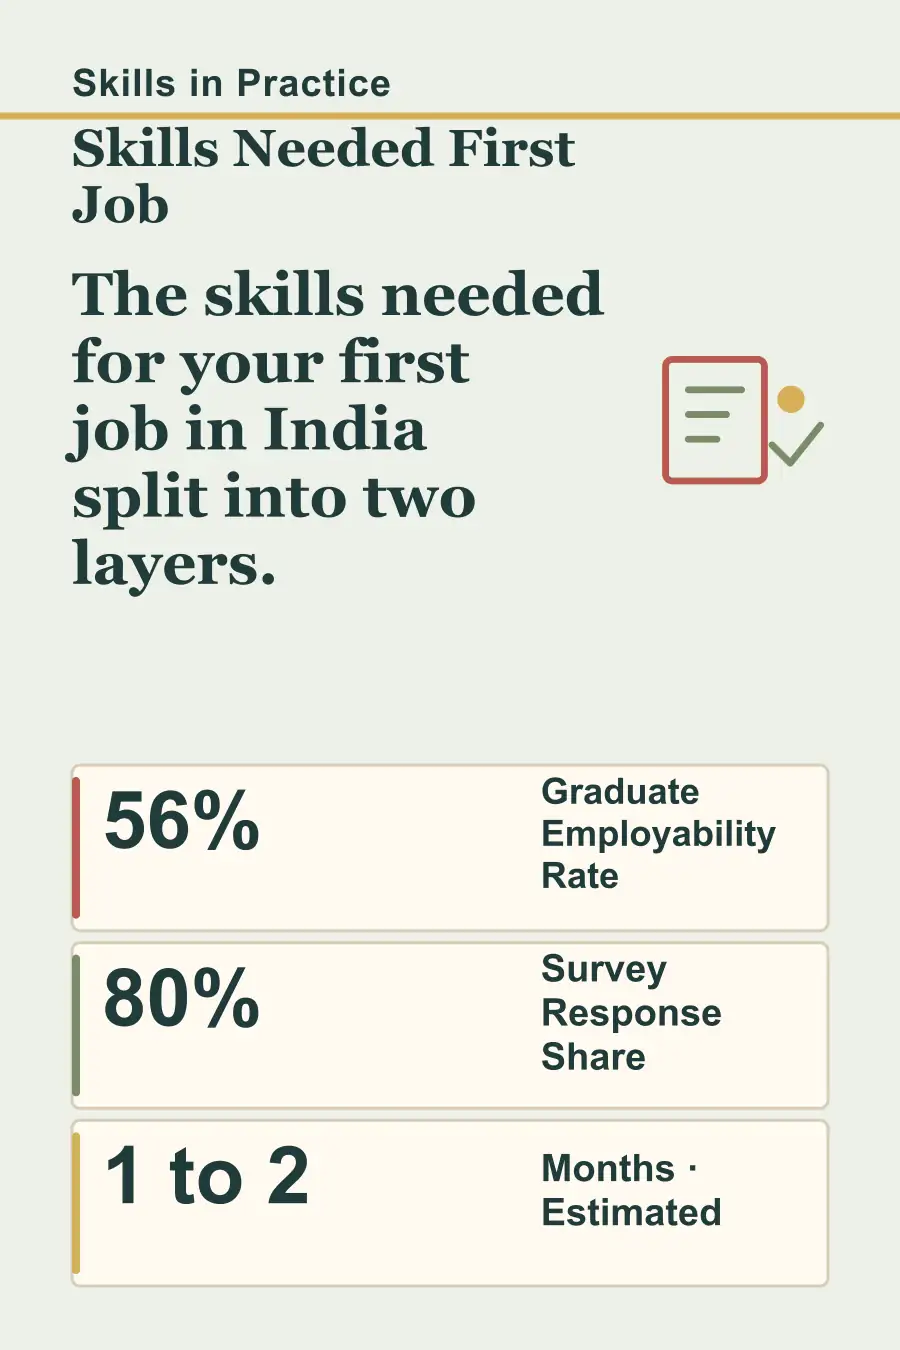 Skills in Practice
Skills Needed First
Job
The skills needed
for your first
job in India
split into two
layers.
56%
Graduate
Employability
Rate
80%
Survey
Response
Share
1 to 2
Months ·
Estimated